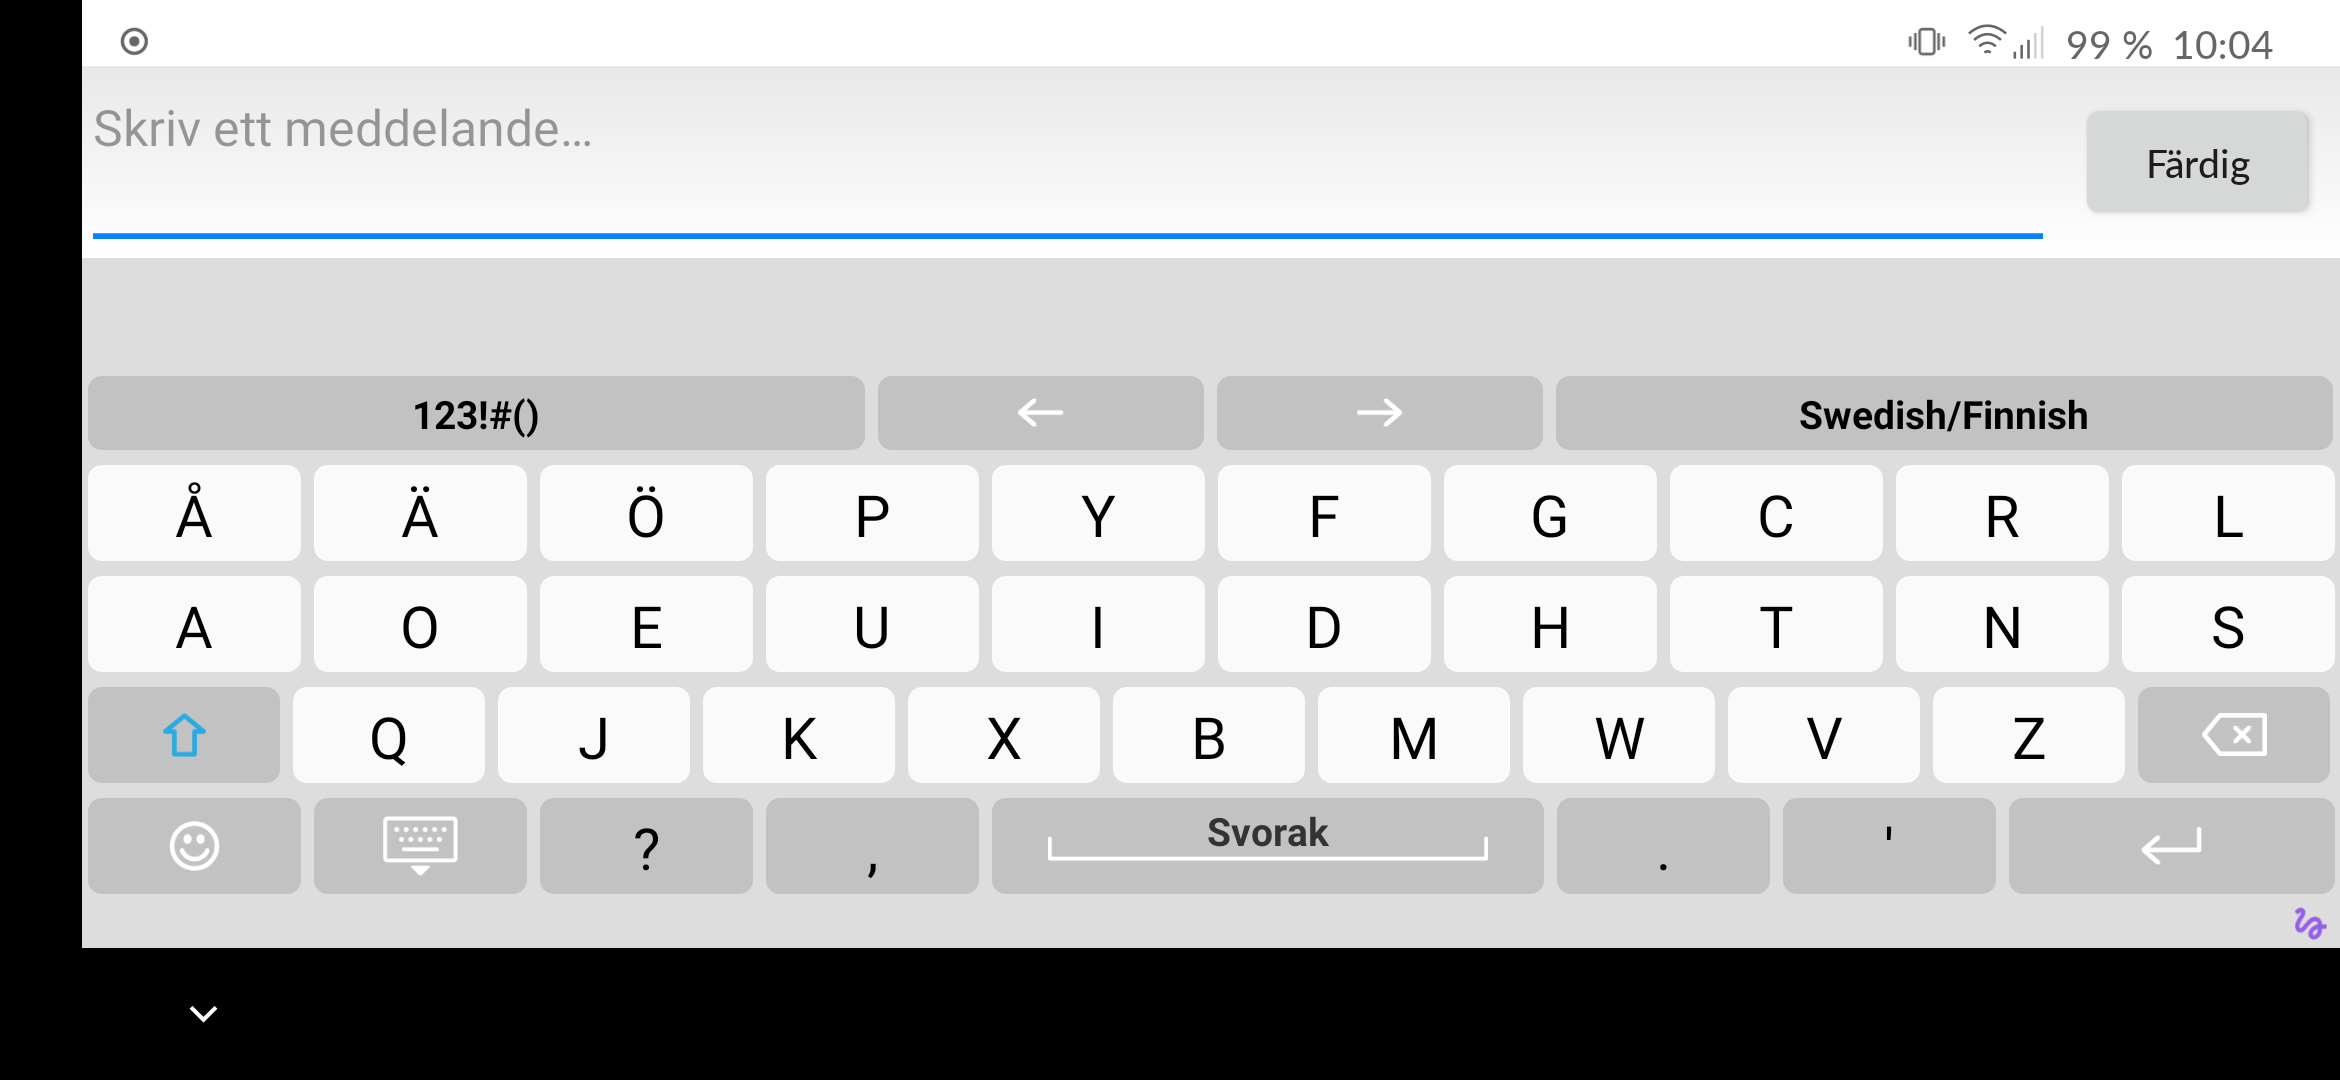 99 % 10:04
Skriv ett meddelande...
Färdig
123!#() ← → Swedish/Finnish
Å Ä Ö P Y F G C R L
A O E U I D H T N S
Q J K X B M W V Z
? , Svorak . '